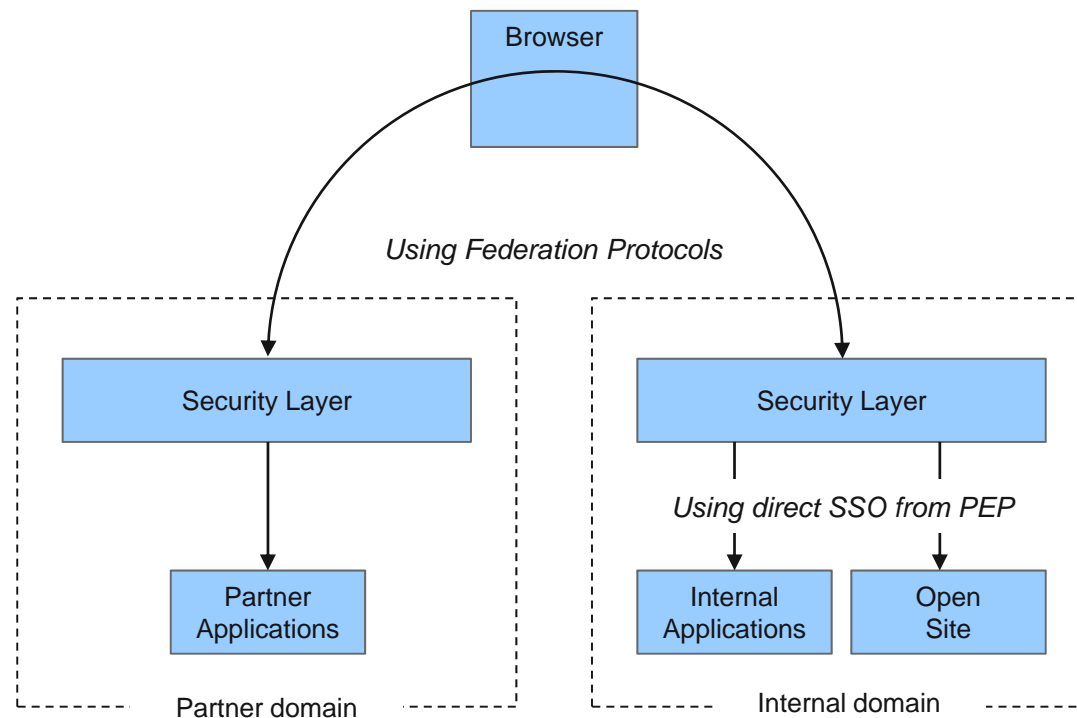 Browser
Using Federation Protocols
Security Layer
Security Layer
Using direct SSO from PEP
Partner
Applications
Internal
Applications
Open
Site
Partner domain
Internal domain